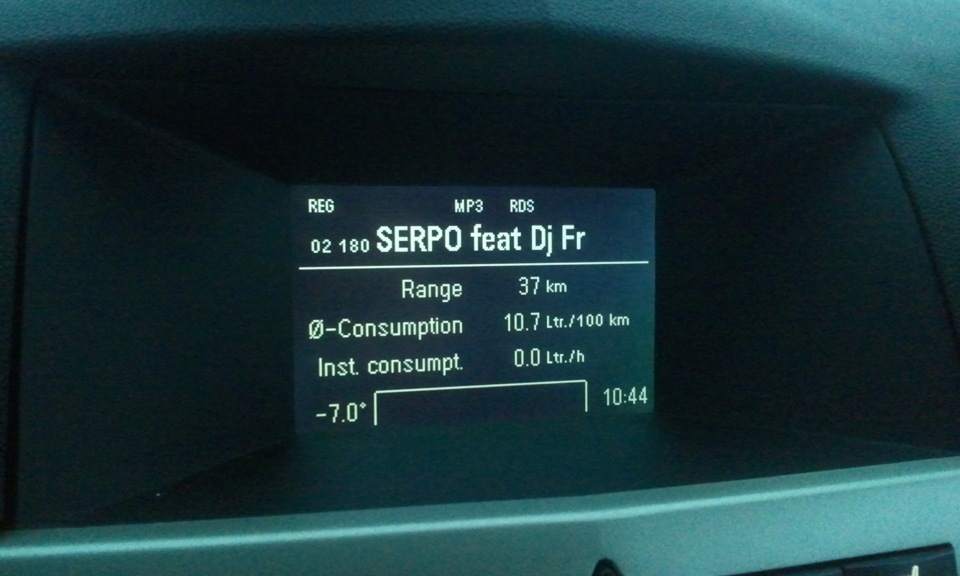 REG MP3 RDS
02 180 SERPO feat Dj Fr
Range 37 km
Ø-Consumption 10.7 Ltr./100 km
Inst. consumpt. 0.0 Ltr./h
-7.0° 10:44